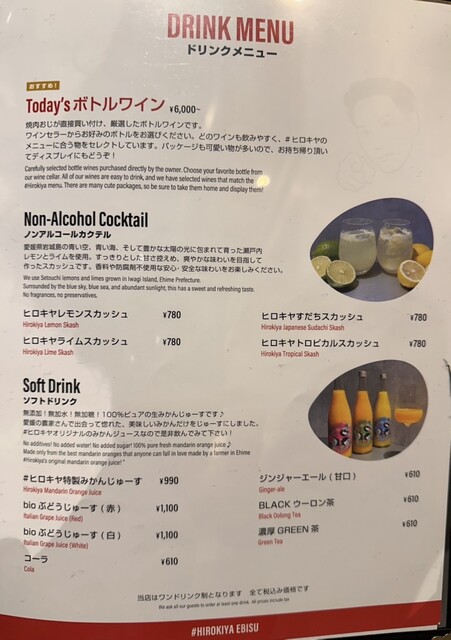 DRINK MENU
ドリンクメニュー
おすすめ!
Today's ボトルワイン ¥6,000~
焼肉おじが直接買い付け、厳選したボトルワインです。
ワインセラーからお好みのボトルをお選びください。どのワインも飲みやすく、#ヒロキヤの
メニューに合う物をセレクトしています。パッケージも可愛い物が多いので、お持ち帰り頂い
てディスプレイにもどうぞ!
Carefully selected bottle wines purchased directly by the owner. Choose your favorite bottle from
our wine cellar. All of our wines are easy to drink, and we have selected wines that match the
#Hirokiya menu. There are many cute packages, so be sure to take them home and display them!
Non-Alcohol Cocktail
ノンアルコールカクテル
愛媛県岩城島の青い空、青い海、そして豊かな太陽の光に包まれて育った瀬戸内
レモンとライムを使用。すっきりとした甘さ控えめ、爽やかな味わいを目指して
作ったスカッシュです。香料や防腐剤不使用な安心・安全な味わいをお楽しみください。
We use Setouchi lemons and limes grown in Iwagi Island, Ehime Prefecture.
Surrounded by the blue sky, blue sea, and abundant sunlight, this has a sweet and refreshing taste.
No fragrances, no preservatives.
ヒロキヤレモンスカッシュ ¥780
Hirokiya Lemon Skash
ヒロキヤライムスカッシュ ¥780
Hirokiya Lime Skash
ヒロキヤすだちスカッシュ ¥780
Hirokiya Japanese Sudachi Skash
ヒロキヤトロピカルスカッシュ ¥780
Hirokiya Tropical Skash
Soft Drink
ソフトドリンク
無添加!無加水!無加糖!100%ピュアの生みかんじゅーすです♪
愛媛の農家さんで出会って惚れた、美味しいみかんだけをじゅーすにしました。
#ヒロキヤオリジナルのみかんジュースなので是非飲んでみて下さい!
No additives! No added water! No added sugar! 100% pure fresh mandarin orange juice♪
Made only from the best mandarin oranges that anyone can fall in love made by a farmer in Ehime
#Hirokiya's original mandarin orange juice!"
#ヒロキヤ特製みかんじゅーす ¥990
Hirokiya Mandarin Orange Juice
bio ぶどうじゅーす(赤) ¥1,100
Italian Grape Juice (Red)
bio ぶどうじゅーす(白) ¥1,100
Italian Grape Juice (White)
コーラ ¥610
Cola
ジンジャーエール(甘口) ¥610
Ginger-ale
BLACK ウーロン茶 ¥610
Black Oolong Tea
濃厚 GREEN 茶 ¥610
Green Tea
当店はワンドリンク制となります 全て税込み価格です
We ask all our guests to order at least one drink. All prices include tax
#HIROKIYA EBISU